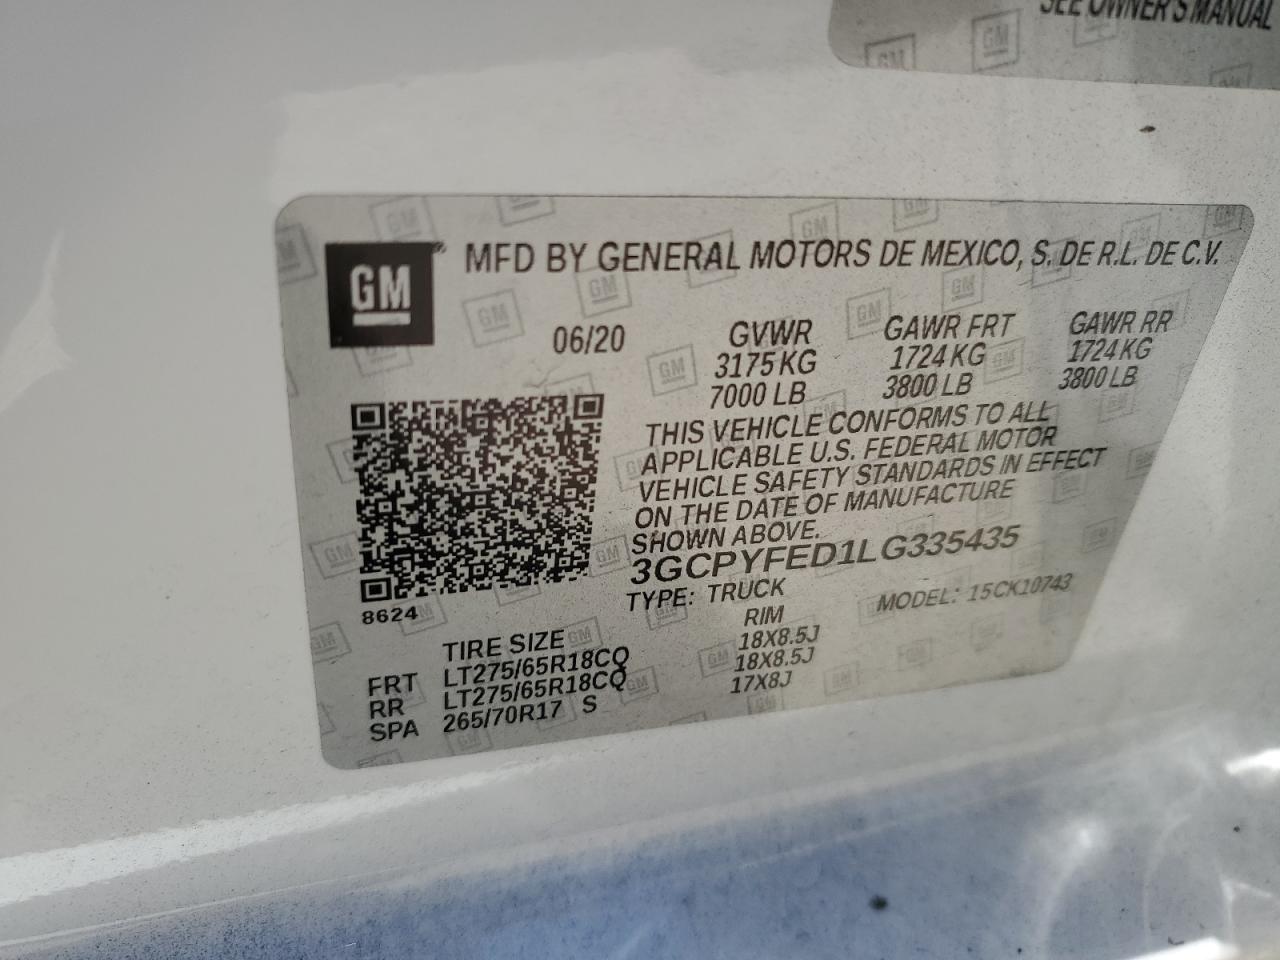 SEE OWNER'S MANUAL
GM® MFD BY GENERAL MOTORS DE MEXICO, S. DE R.L. DE C.V.
06/20 GVWR GAWR FRT GAWR RR
3175 KG 1724 KG 1724 KG
7000 LB 3800 LB 3800 LB
THIS VEHICLE CONFORMS TO ALL
APPLICABLE U.S. FEDERAL MOTOR
VEHICLE SAFETY STANDARDS IN EFFECT
ON THE DATE OF MANUFACTURE
SHOWN ABOVE.
3GCPYFED1LG335435
TYPE: TRUCK MODEL: 15CK10743
8624
TIRE SIZE RIM
FRT LT275/65R18CQ 18X8.5J
RR LT275/65R18CQ 18X8.5J
SPA 265/70R17 S 17X8J